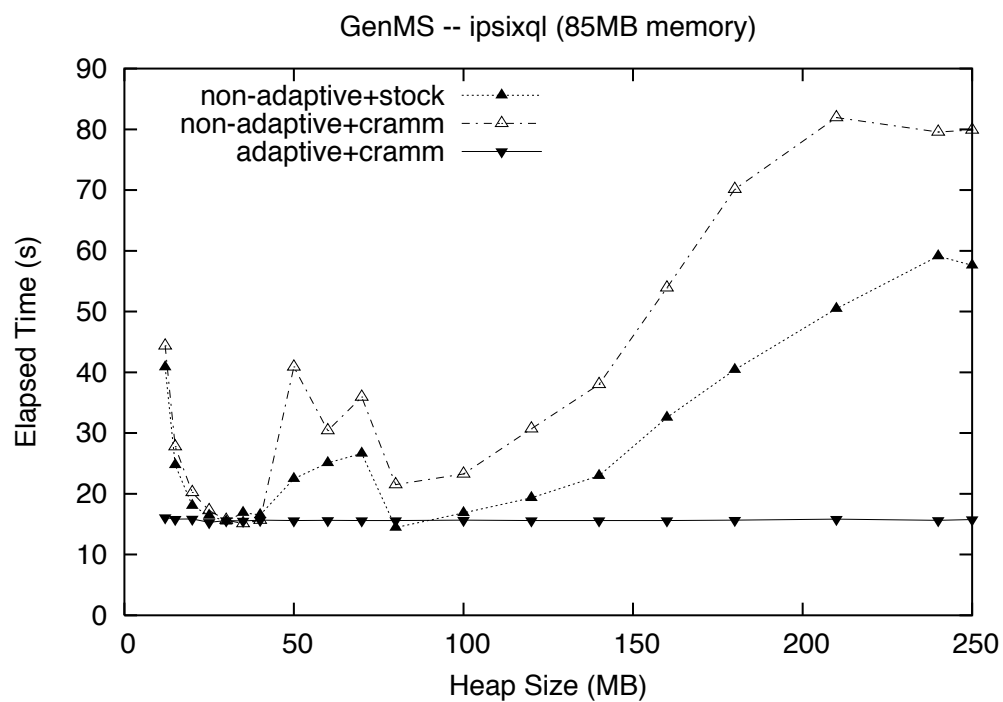 GenMS -- ipsixql (85MB memory)
90
80
70
60
50
40
30
20
10
0
Elapsed Time (s)
non-adaptive+stock
non-adaptive+cramm
adaptive+cramm
0 50 100 150 200 250
Heap Size (MB)